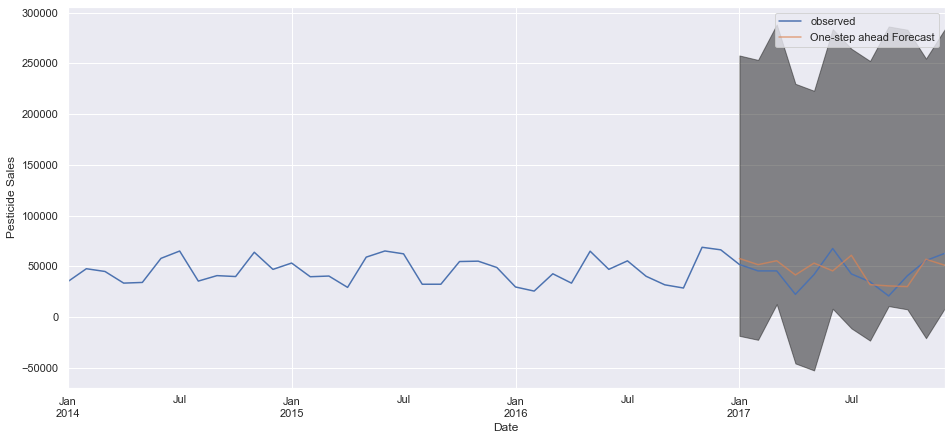 300000
250000
200000
150000
100000
50000
0
−50000
Pesticide Sales
observed
One-step ahead Forecast
Jan Jul Jan Jul Jan Jul Jan Jul
2014 2015 2016 2017
Date